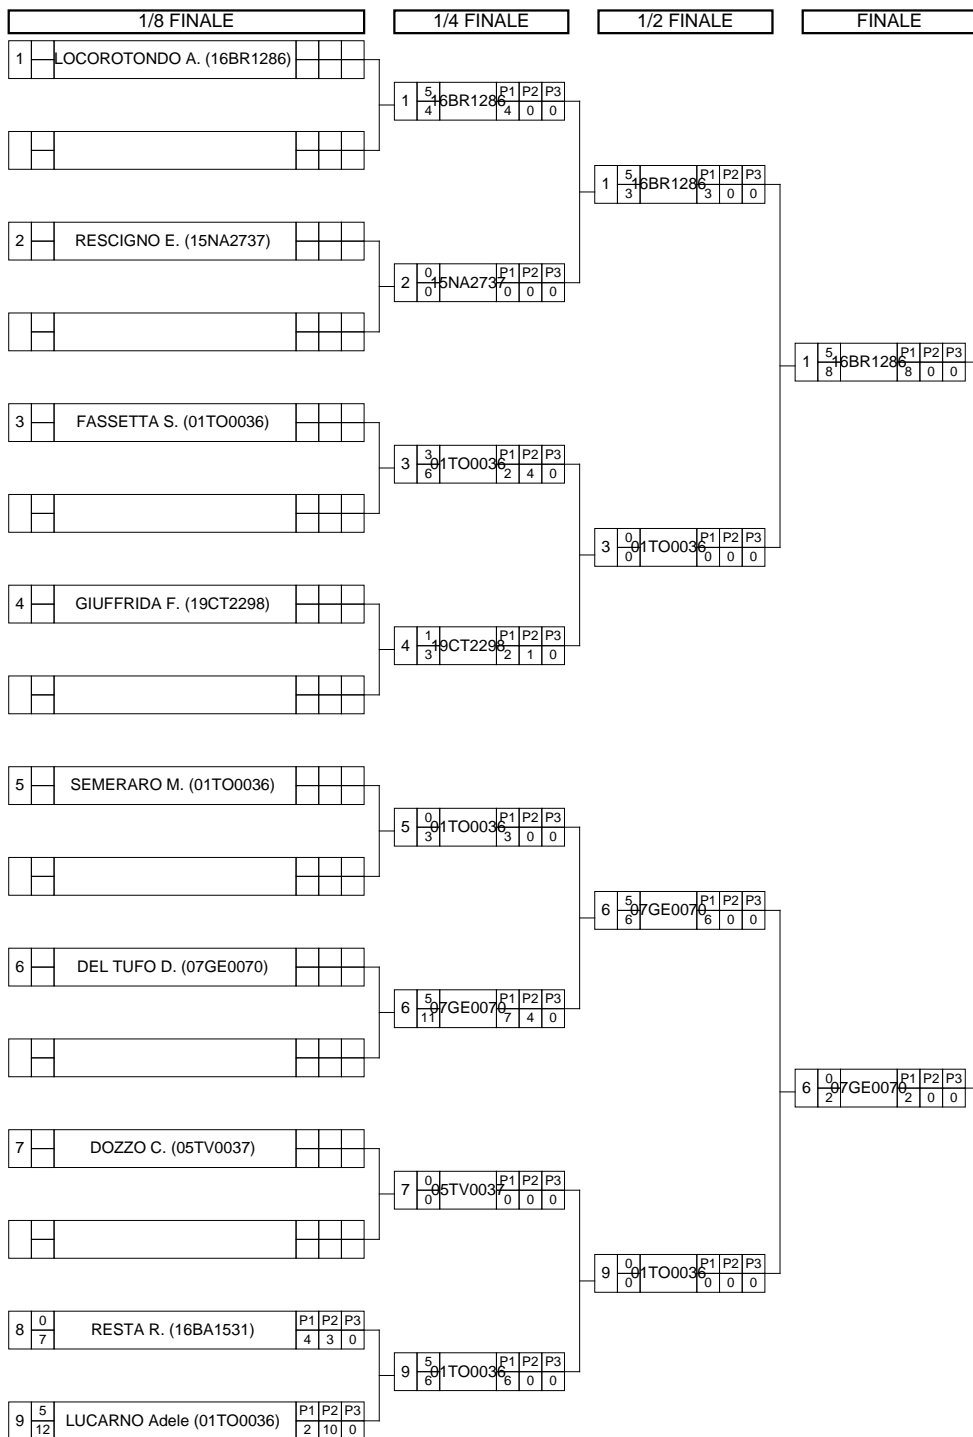 1/8 FINALE
1/4 FINALE
1/2 FINALE
FINALE
1 LOCOROTONDO A. (16BR1286)
1 5 16BR1286 P1 P2 P3
4 4 0 0
1 5 16BR1286 P1 P2 P3
3 3 0 0
2 RESCIGNO E. (15NA2737)
2 0 15NA2737 P1 P2 P3
0 0 0 0
1 5 16BR1286 P1 P2 P3
8 8 0 0
3 FASSETTA S. (01TO0036)
3 3 01TO0036 P1 P2 P3
6 2 4 0
3 0 01TO0036 P1 P2 P3
0 0 0 0
4 GIUFFRIDA F. (19CT2298)
4 1 19CT2298 P1 P2 P3
3 2 1 0
5 SEMERARO M. (01TO0036)
5 0 01TO0036 P1 P2 P3
3 3 0 0
6 5 07GE0070 P1 P2 P3
6 6 0 0
6 DEL TUFO D. (07GE0070)
6 5 07GE0070 P1 P2 P3
11 7 4 0
6 0 07GE0070 P1 P2 P3
2 2 0 0
7 DOZZO C. (05TV0037)
7 0 05TV0037 P1 P2 P3
0 0 0 0
9 0 01TO0036 P1 P2 P3
0 0 0 0
8 0 RESTA R. (16BA1531) P1 P2 P3
7 4 3 0
9 5 01TO0036 P1 P2 P3
6 6 0 0
9 5 LUCARNO Adele (01TO0036) P1 P2 P3
12 2 10 0